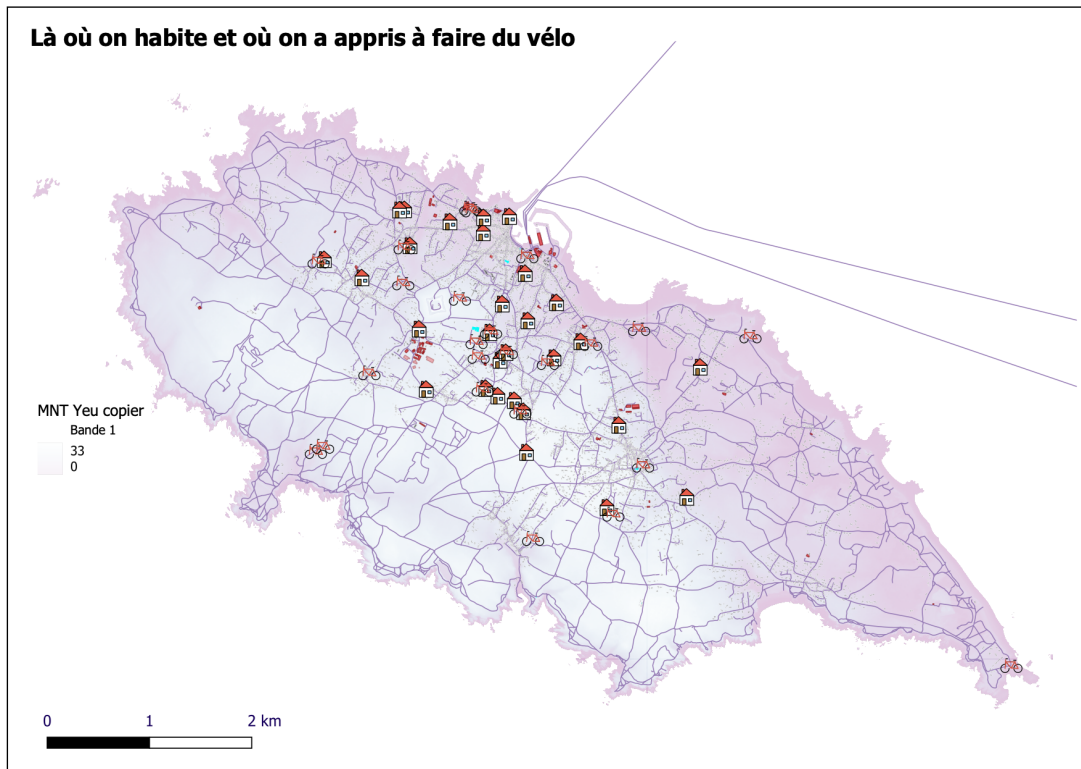 Là où on habite et où on a appris à faire du vélo
MNT Yeu copier
Bande 1
33
0
0 1 2 km